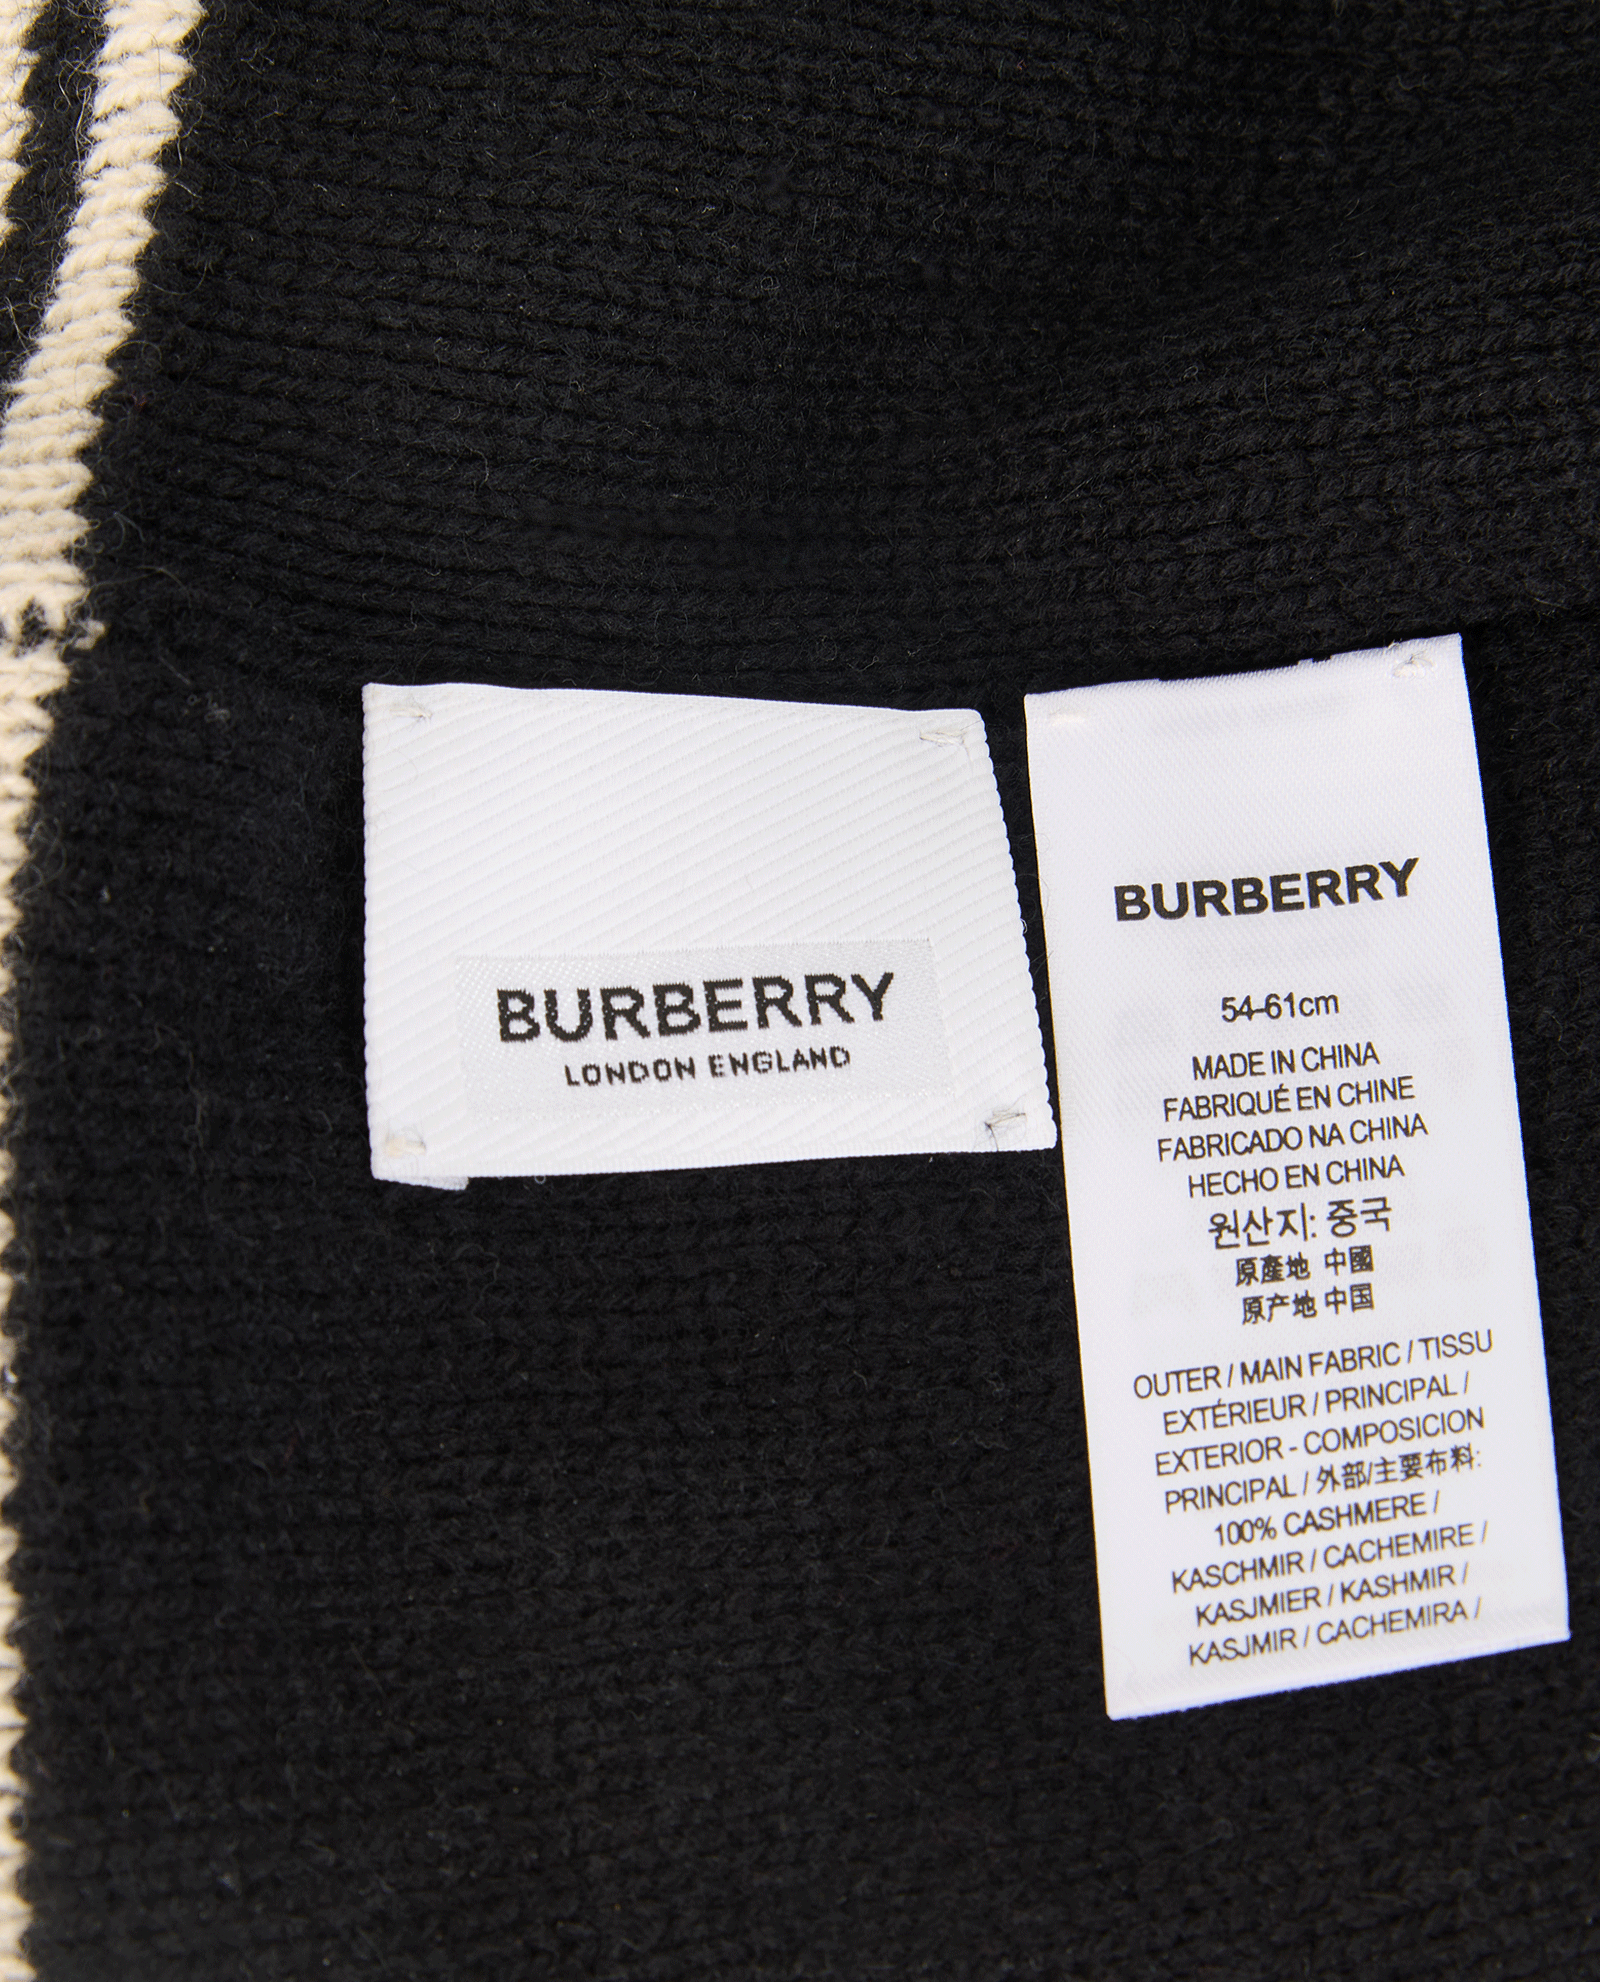 BURBERRY
LONDON ENGLAND
BURBERRY
54-61cm
MADE IN CHINA
FABRIQUÉ EN CHINE
FABRICADO NA CHINA
HECHO EN CHINA
원산지: 중국
原產地 中國
原产地 中国
OUTER / MAIN FABRIC / TISSU
EXTÉRIEUR / PRINCIPAL /
EXTERIOR - COMPOSICION
PRINCIPAL / 外部/主要布料:
100% CASHMERE /
KASCHMIR / CACHEMIRE /
KASJMIER / KASHMIR /
KASJMIR / CACHEMIRA /